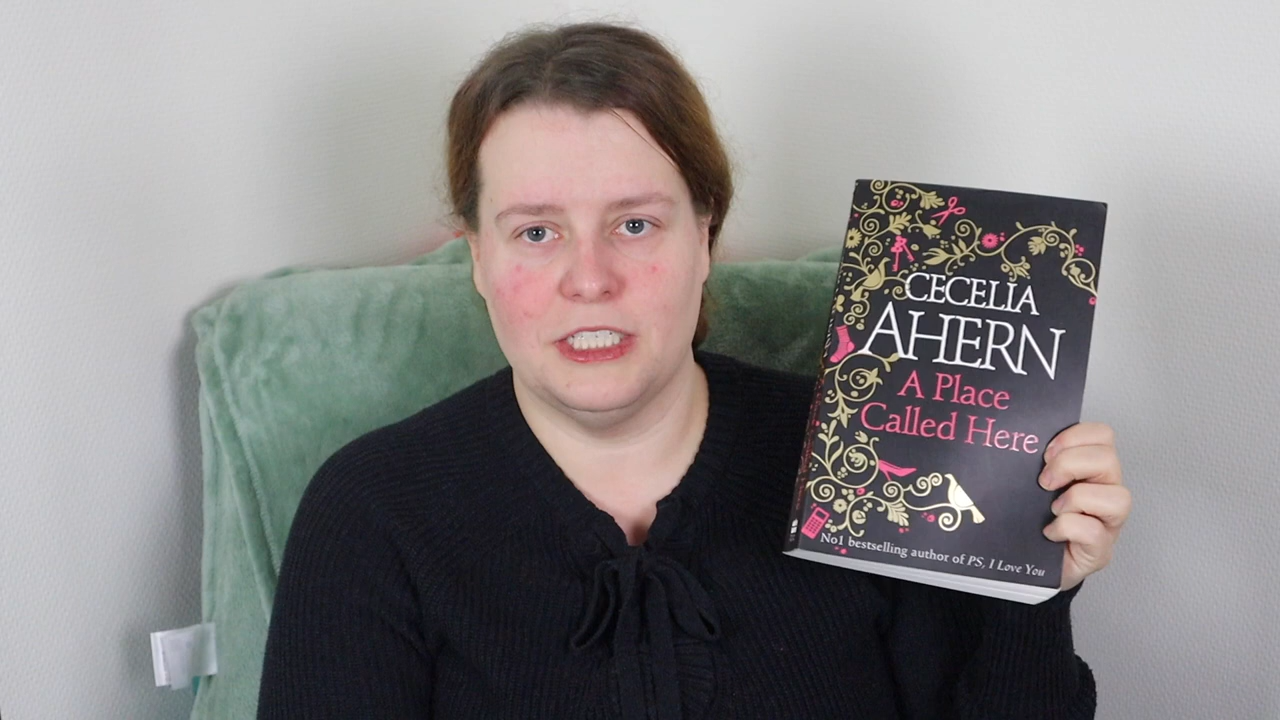 CECELIA
AHERN
A Place
Called Here
No1 bestselling author of PS, I Love You